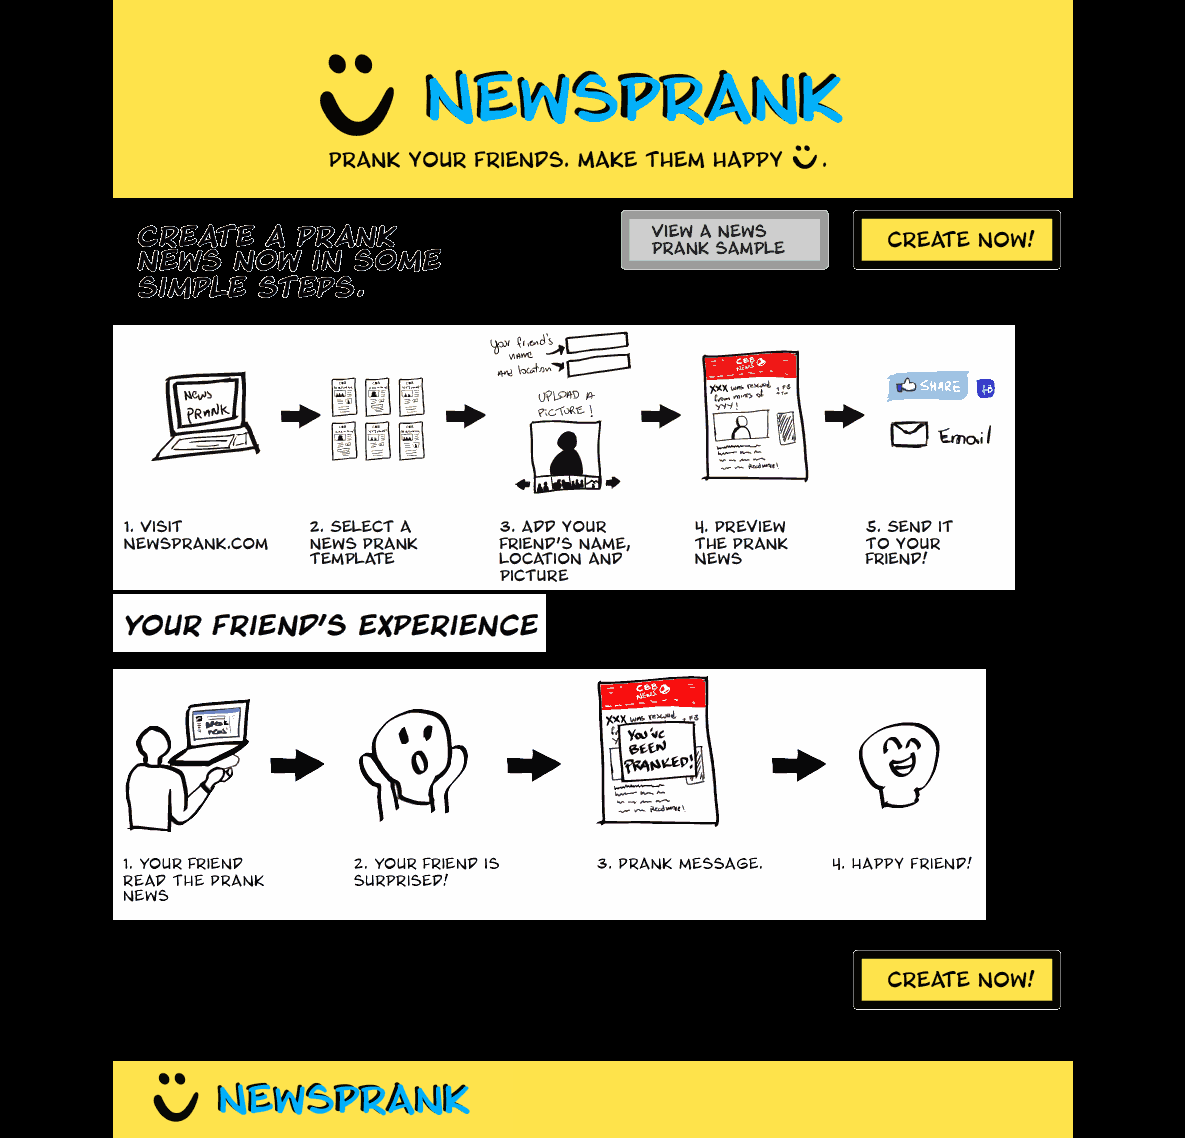 NEWSPRANK
PRANK YOUR FRIENDS. MAKE THEM HAPPY .
CREATE A PRANK
NEWS NOW IN SOME
SIMPLE STEPS.
VIEW A NEWS
PRANK SAMPLE
CREATE NOW!
NEWS
PRANK
Your friend's
NAME
And location
UPLOAD A
PICTURE!
CBB
NEWS
XXX was rescued
from mines of
YYY!
Read more!
SHARE
Email
1. VISIT
NEWSPRANK.COM
2. SELECT A
NEWS PRANK
TEMPLATE
3. ADD YOUR
FRIEND'S NAME,
LOCATION AND
PICTURE
4. PREVIEW
THE PRANK
NEWS
5. SEND IT
TO YOUR
FRIEND!
YOUR FRIEND'S EXPERIENCE
CBB
NEWS
XXX was rescued
YOU'VE
BEEN
PRANKED!
Read more!
1. YOUR FRIEND
READ THE PRANK
NEWS
2. YOUR FRIEND IS
SURPRISED!
3. PRANK MESSAGE.
4. HAPPY FRIEND!
CREATE NOW!
NEWSPRANK